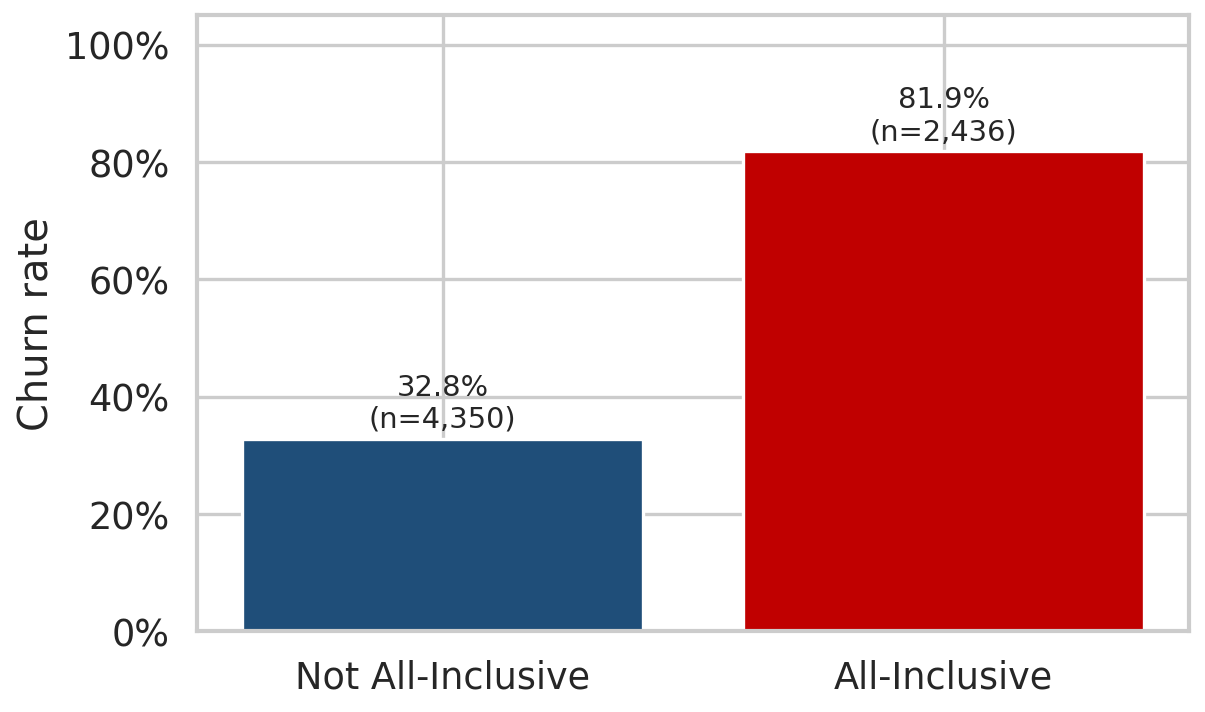 100%
80%
60%
40%
20%
0%
Churn rate
81.9%
(n=2,436)
32.8%
(n=4,350)
Not All-Inclusive
All-Inclusive